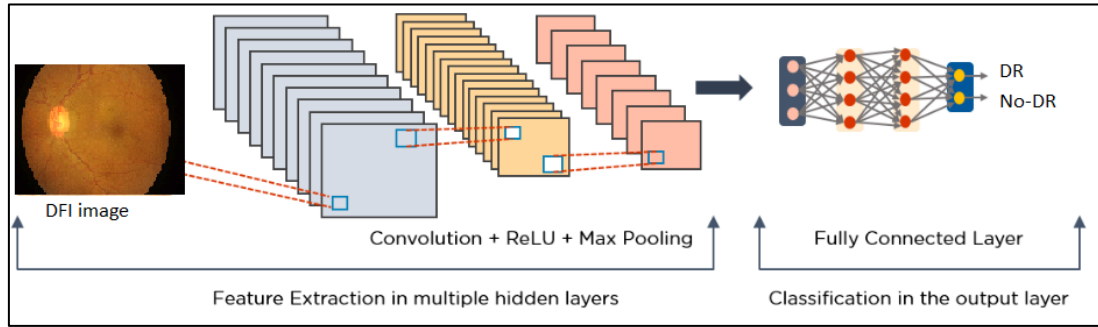 DFI image
Convolution + ReLU + Max Pooling
Feature Extraction in multiple hidden layers
DR
No-DR
Fully Connected Layer
Classification in the output layer